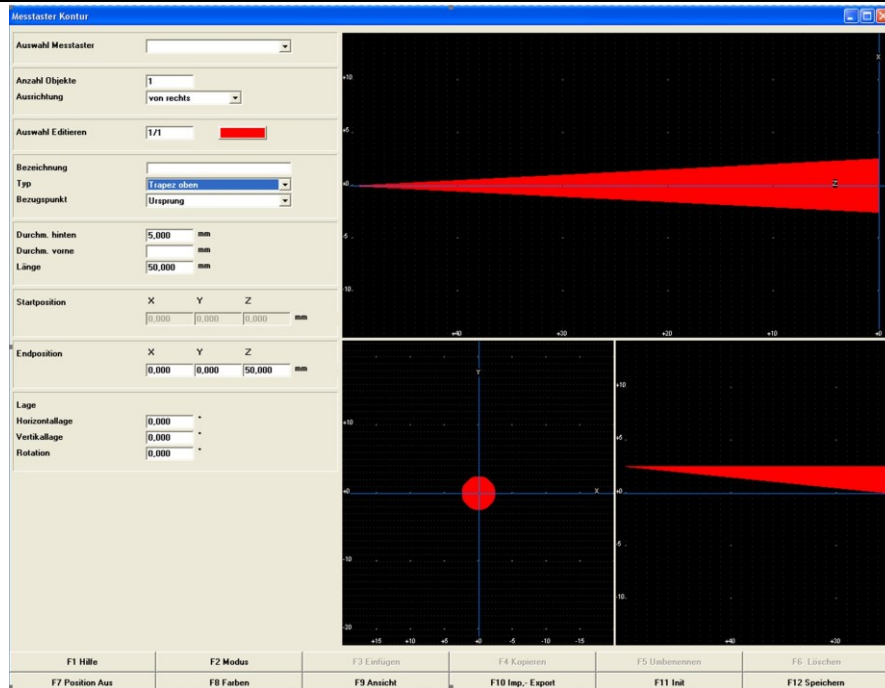 Messtaster Kontur
Auswahl Messtaster
Anzahl Objekte 1
Ausrichtung von rechts
Auswahl Editieren 1/1
Bezeichnung
Typ Trapez oben
Bezugspunkt Ursprung
Durchm. hinten 5,000 mm
Durchm. vorne mm
Länge 50,000 mm
Startposition X Y Z
0,000 0,000 0,000 mm
Endposition X Y Z
0,000 0,000 50,000 mm
Lage
Horizontallage 0,000 °
Vertikallage 0,000 °
Rotation 0,000 °
X
+10
+5
+0
Z
-5
-10
+40 +30 +20 +10 +0
Y
+10
+0 X
-10
-20
+15 +10 +5 +0 -5 -10 -15
+10
+5
+0
-5
-10
+40 +30
F1 Hilfe F2 Modus F3 Einfügen F4 Kopieren F5 Umbenennen F6 Löschen
F7 Position Aus F8 Farben F9 Ansicht F10 Imp,- Export F11 Init F12 Speichern